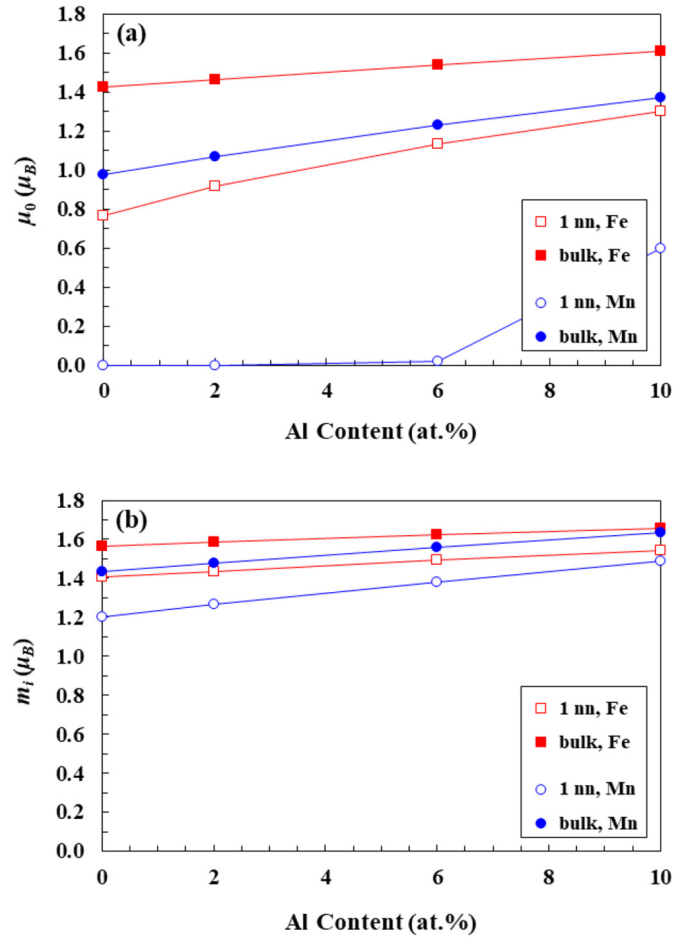 (a)
1.8
1.6
1.4
1.2
1.0
0.8
0.6
0.4
0.2
0.0
μ0 (μB)
1 nn, Fe
bulk, Fe
1 nn, Mn
bulk, Mn
0 2 4 6 8 10
Al Content (at.%)
(b)
1.8
1.6
1.4
1.2
1.0
0.8
0.6
0.4
0.2
0.0
mi (μB)
1 nn, Fe
bulk, Fe
1 nn, Mn
bulk, Mn
0 2 4 6 8 10
Al Content (at.%)